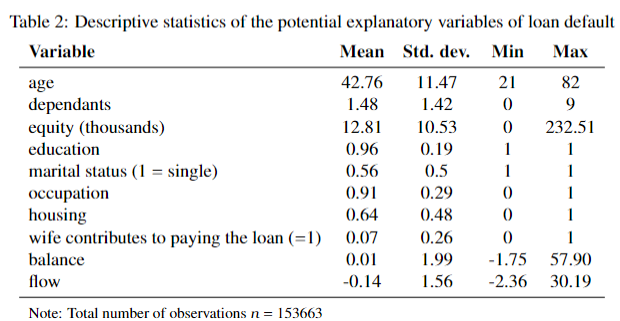 Table 2: Descriptive statistics of the potential explanatory variables of loan default
Variable Mean Std. dev. Min Max
age 42.76 11.47 21 82
dependants 1.48 1.42 0 9
equity (thousands) 12.81 10.53 0 232.51
education 0.96 0.19 1 1
marital status (1 = single) 0.56 0.5 1 1
occupation 0.91 0.29 0 1
housing 0.64 0.48 0 1
wife contributes to paying the loan (=1) 0.07 0.26 0 1
balance 0.01 1.99 -1.75 57.90
flow -0.14 1.56 -2.36 30.19
Note: Total number of observations n = 153663